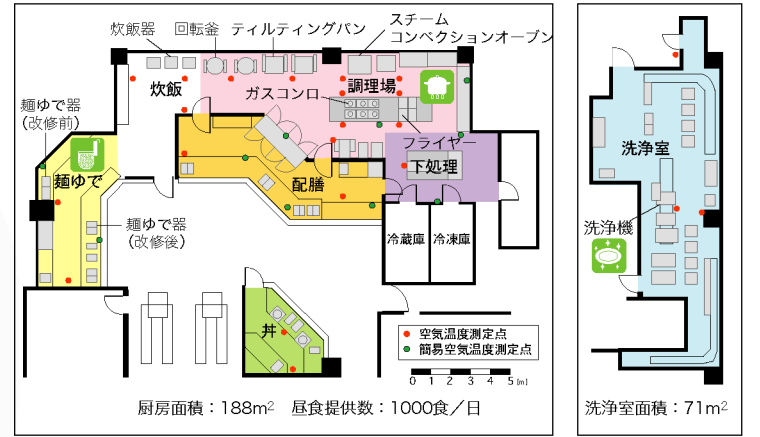 炊飯器
回転釜
ティルティングパン
スチーム
コンベクションオーブン
炊飯
調理場
ガスコンロ
麺ゆで器
（改修前）
フライヤー
洗浄室
麺ゆで
配膳
下処理
麺ゆで器
（改修後）
洗浄機
冷蔵庫
冷凍庫
丼
空気温度測定点
簡易空気温度測定点
0 1 2 3 4 5 [m]
厨房面積：188m² 昼食提供数：1000食／日
洗浄室面積：71m²